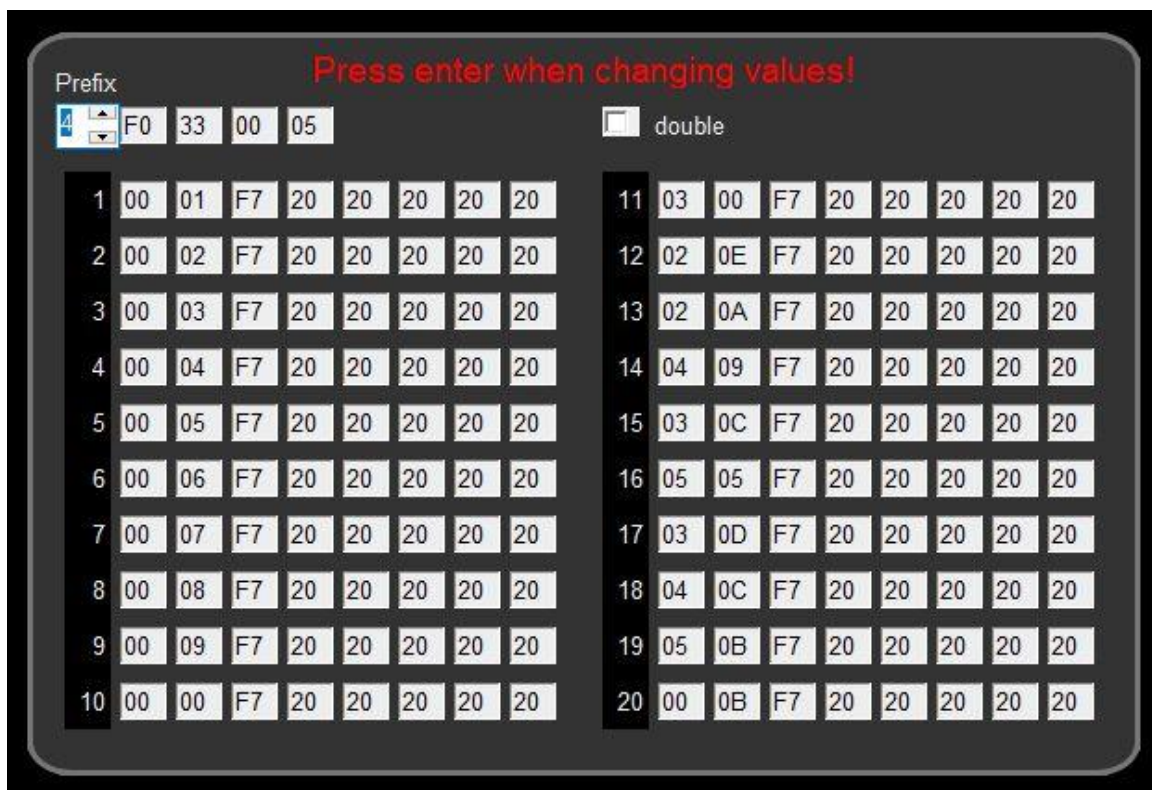 Press enter when changing values!
Prefix
4 F0 33 00 05 double
1 00 01 F7 20 20 20 20 20 11 03 00 F7 20 20 20 20 20
2 00 02 F7 20 20 20 20 20 12 02 0E F7 20 20 20 20 20
3 00 03 F7 20 20 20 20 20 13 02 0A F7 20 20 20 20 20
4 00 04 F7 20 20 20 20 20 14 04 09 F7 20 20 20 20 20
5 00 05 F7 20 20 20 20 20 15 03 0C F7 20 20 20 20 20
6 00 06 F7 20 20 20 20 20 16 05 05 F7 20 20 20 20 20
7 00 07 F7 20 20 20 20 20 17 03 0D F7 20 20 20 20 20
8 00 08 F7 20 20 20 20 20 18 04 0C F7 20 20 20 20 20
9 00 09 F7 20 20 20 20 20 19 05 0B F7 20 20 20 20 20
10 00 00 F7 20 20 20 20 20 20 00 0B F7 20 20 20 20 20